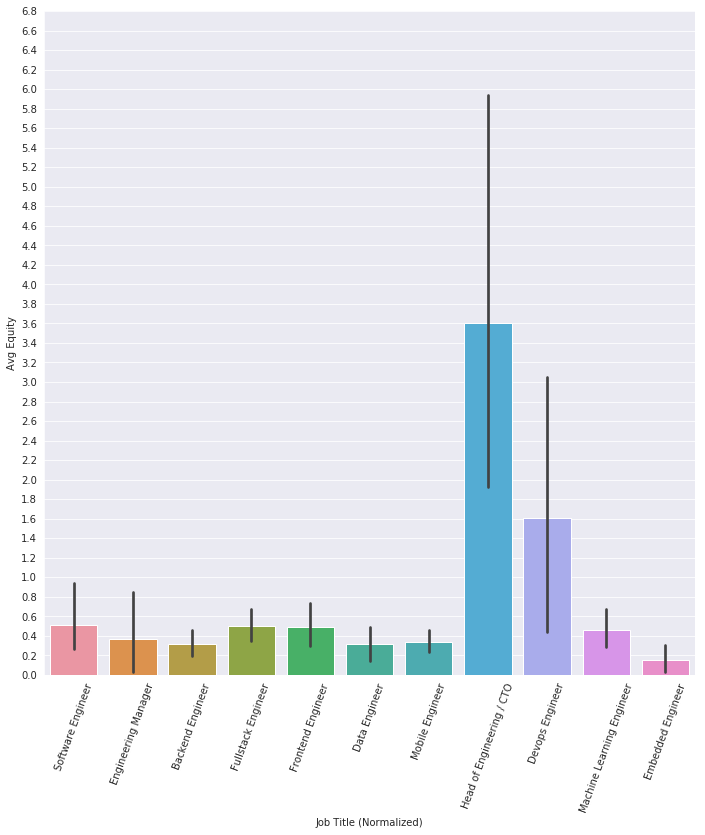 6.8
6.6
6.4
6.2
6.0
5.8
5.6
5.4
5.2
5.0
4.8
4.6
4.4
4.2
4.0
3.8
3.6
3.4
3.2
3.0
2.8
2.6
2.4
2.2
2.0
1.8
1.6
1.4
1.2
1.0
0.8
0.6
0.4
0.2
0.0
Avg Equity
Software Engineer
Engineering Manager
Backend Engineer
Fullstack Engineer
Frontend Engineer
Data Engineer
Mobile Engineer
Head of Engineering / CTO
Devops Engineer
Machine Learning Engineer
Embedded Engineer
Job Title (Normalized)